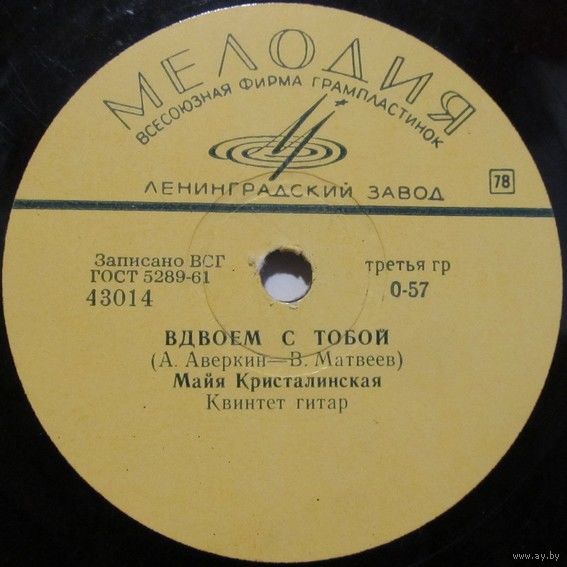 МЕЛОДИЯ
ВСЕСОЮЗНАЯ ФИРМА ГРАМПЛАСТИНОК
ЛЕНИНГРАДСКИЙ ЗАВОД
78
Записано ВСГ
ГОСТ 5289-61
43014
третья гр
0-57
ВДВОЕМ С ТОБОЙ
(А. Аверкин—В. Матвеев)
Майя Кристалинская
Квинтет гитар
www.ay.by